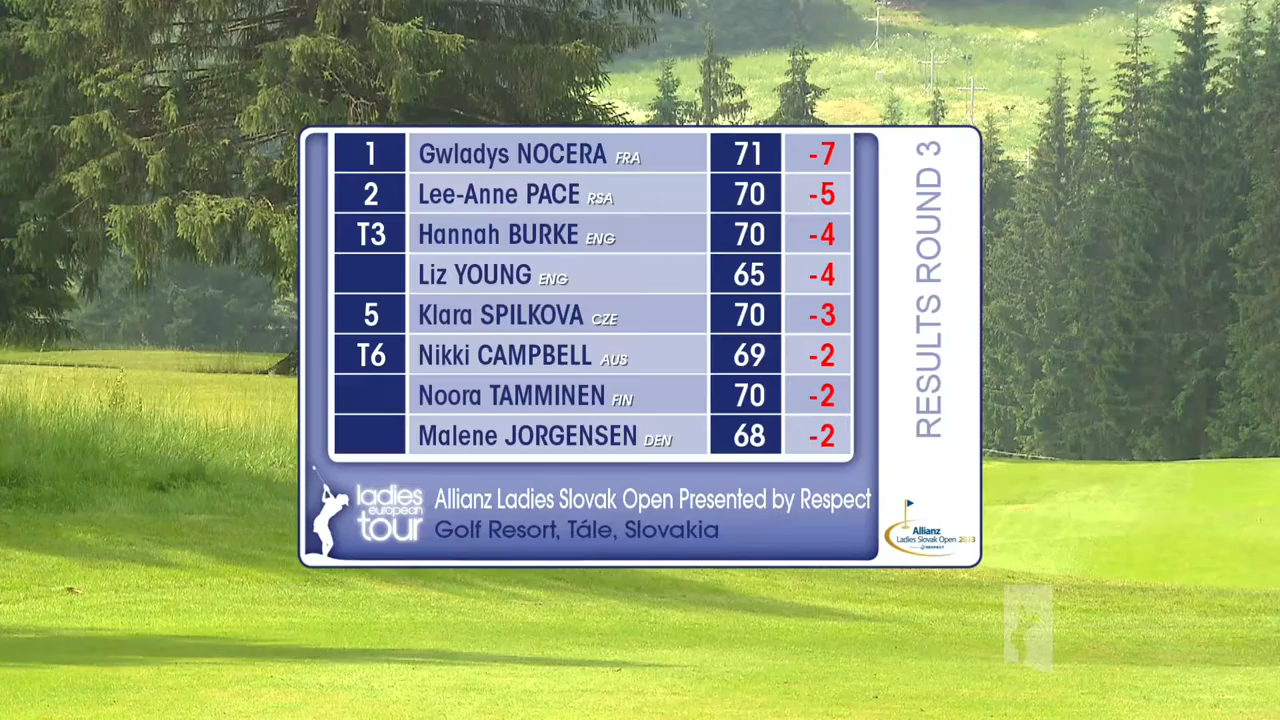 1 Gwladys NOCERA FRA 71 -7
2 Lee-Anne PACE RSA 70 -5
T3 Hannah BURKE ENG 70 -4
Liz YOUNG ENG 65 -4
5 Klara SPILKOVA CZE 70 -3
T6 Nikki CAMPBELL AUS 69 -2
Noora TAMMINEN FIN 70 -2
Malene JORGENSEN DEN 68 -2
RESULTS ROUND 3
ladies
european
tour
Allianz Ladies Slovak Open Presented by Respect
Golf Resort, Tále, Slovakia
Allianz
Ladies Slovak Open 2013
RESPECT